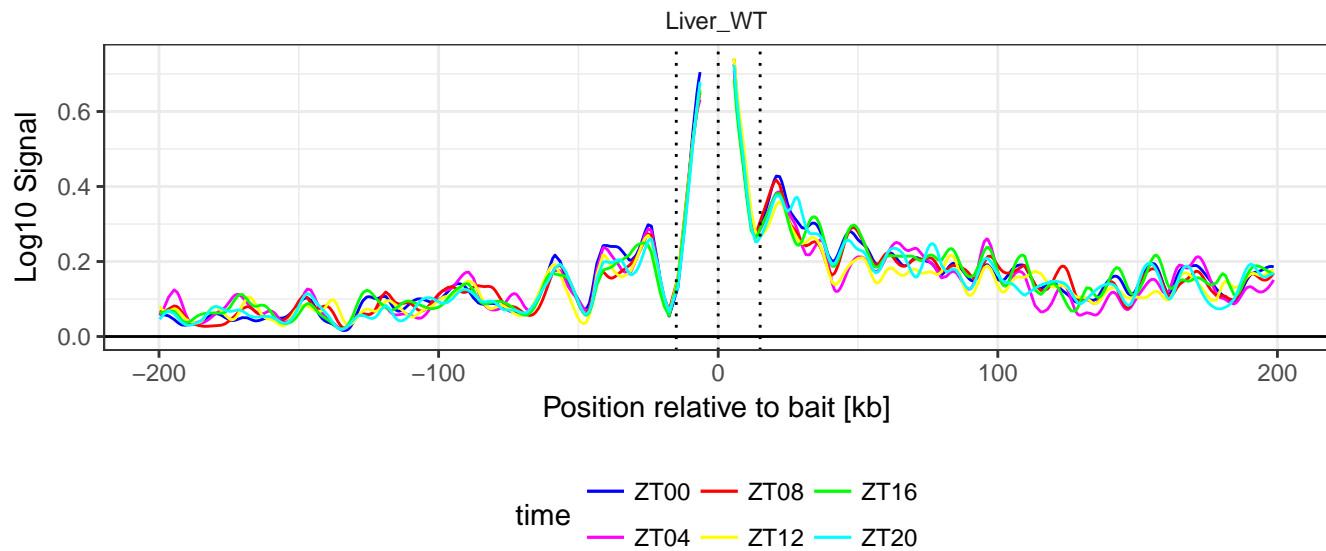 Liver_WT
Log10 Signal
0.6
0.4
0.2
0.0
−200 −100 0 100 200
Position relative to bait [kb]
time
ZT00 ZT08 ZT16
ZT04 ZT12 ZT20